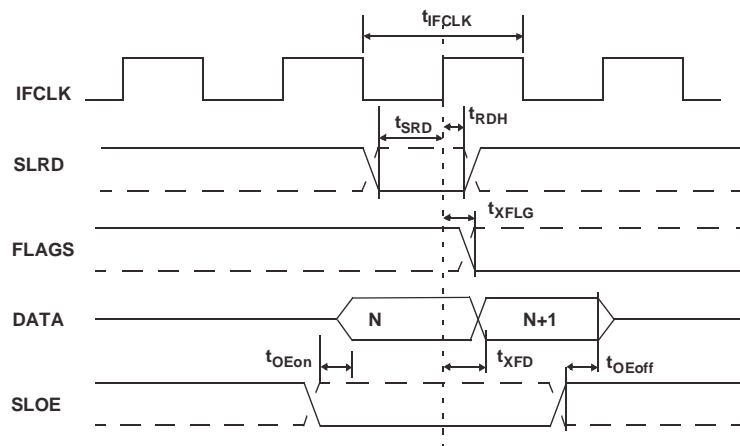 tIFCLK
IFCLK
tSRD
tRDH
SLRD
tXFLG
FLAGS
DATA
N
N+1
tOEon
tXFD
tOEoff
SLOE